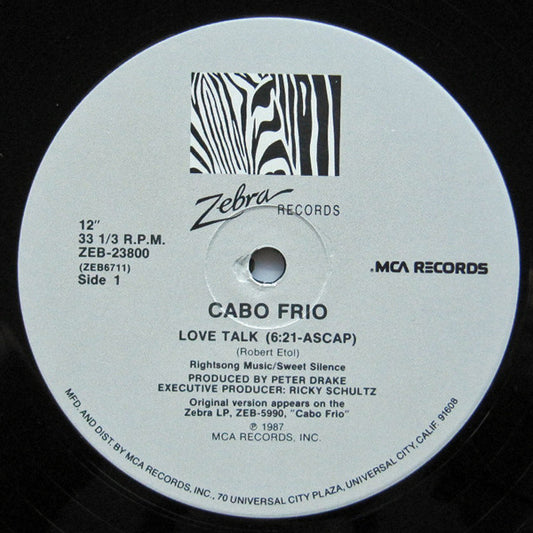 Zebra RECORDS
12"
33 1/3 R.P.M.
ZEB-23800
(ZEB6711)
Side 1
.MCA RECORDS
CABO FRIO
LOVE TALK (6:21-ASCAP)
(Robert Etol)
Rightsong Music/Sweet Silence
PRODUCED BY PETER DRAKE
EXECUTIVE PRODUCER: RICKY SCHULTZ
Original version appears on the
Zebra LP, ZEB-5990, "Cabo Frio"
℗ 1987
MCA RECORDS, INC.
MFD. AND DIST. BY MCA RECORDS, INC., 70 UNIVERSAL CITY PLAZA, UNIVERSAL CITY, CALIF. 91608